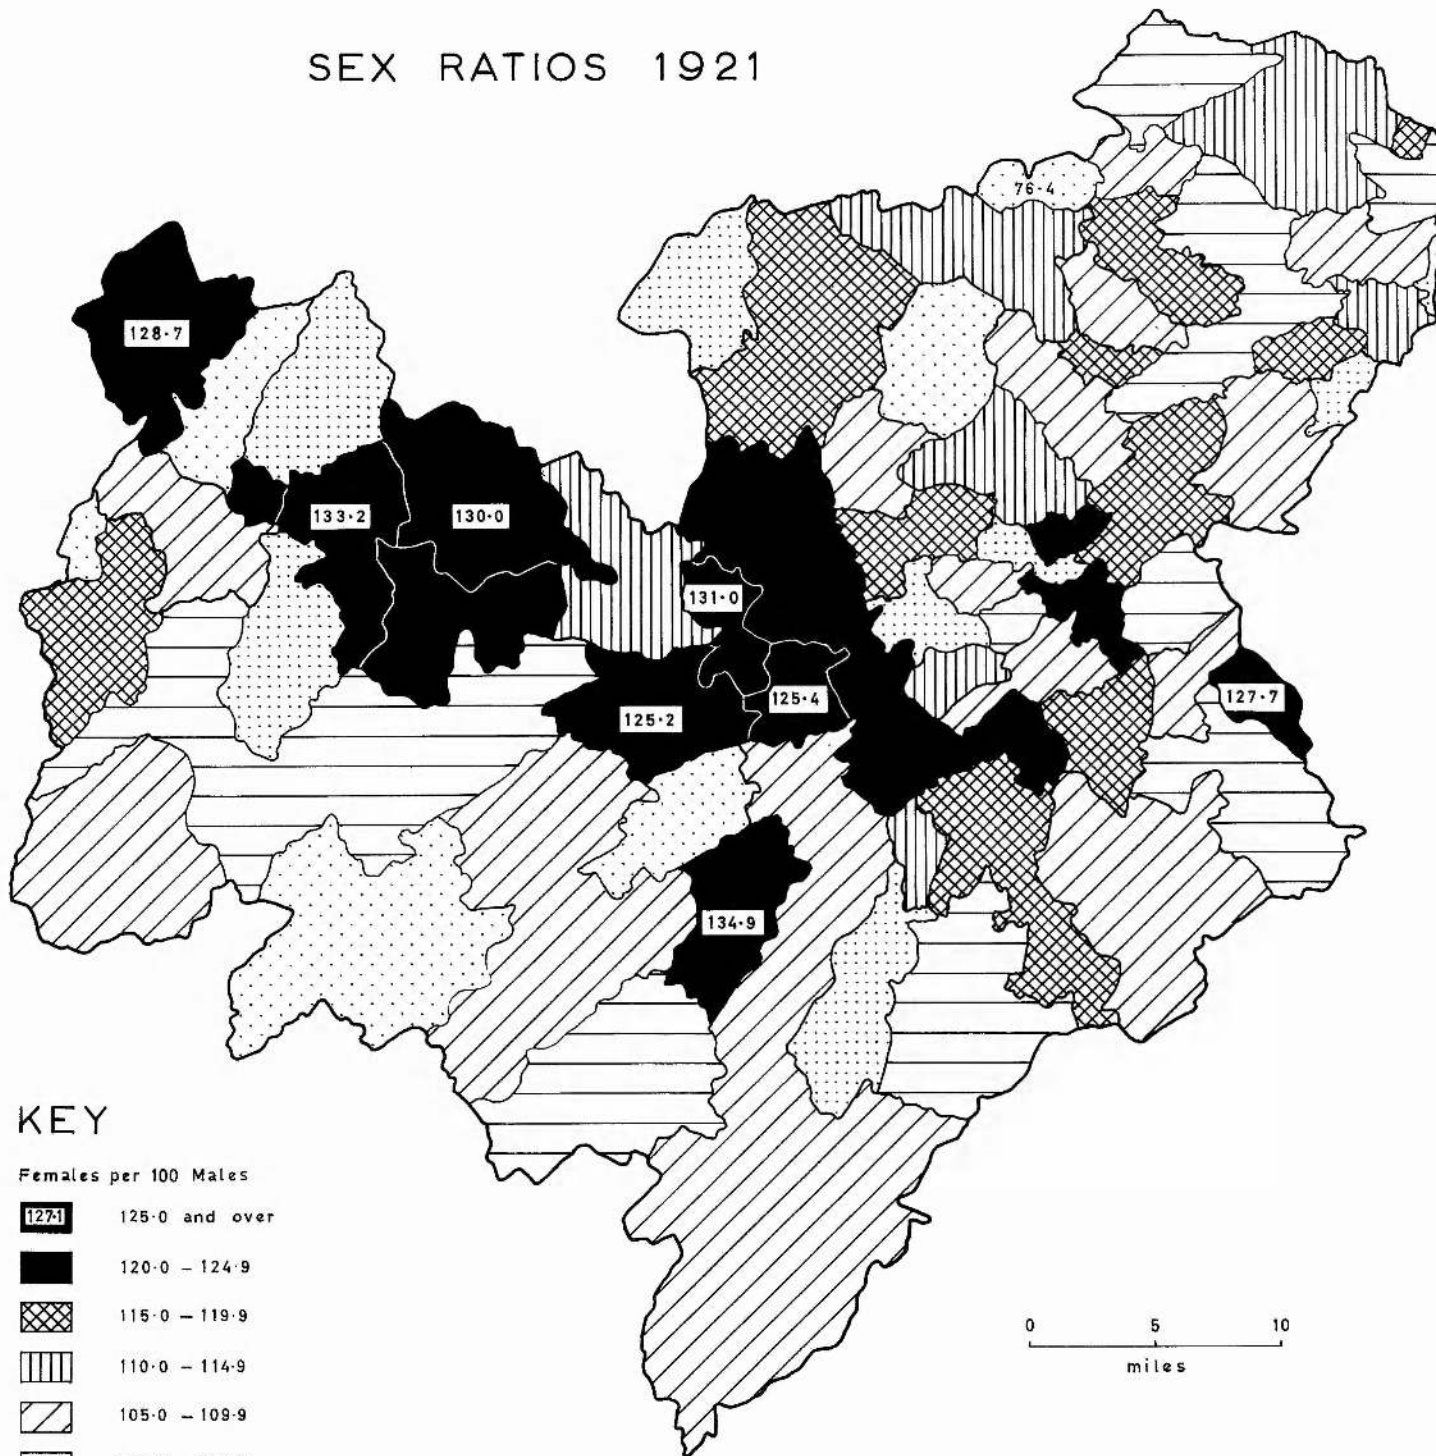 SEX RATIOS 1921
76·4
128·7
133·2
130·0
131·0
125·2
125·4
127·7
134·9
KEY
Females per 100 Males
127·1 125·0 and over
120·0 – 124·9
115·0 – 119·9
110·0 – 114·9
105·0 – 109·9
0 5 10
miles